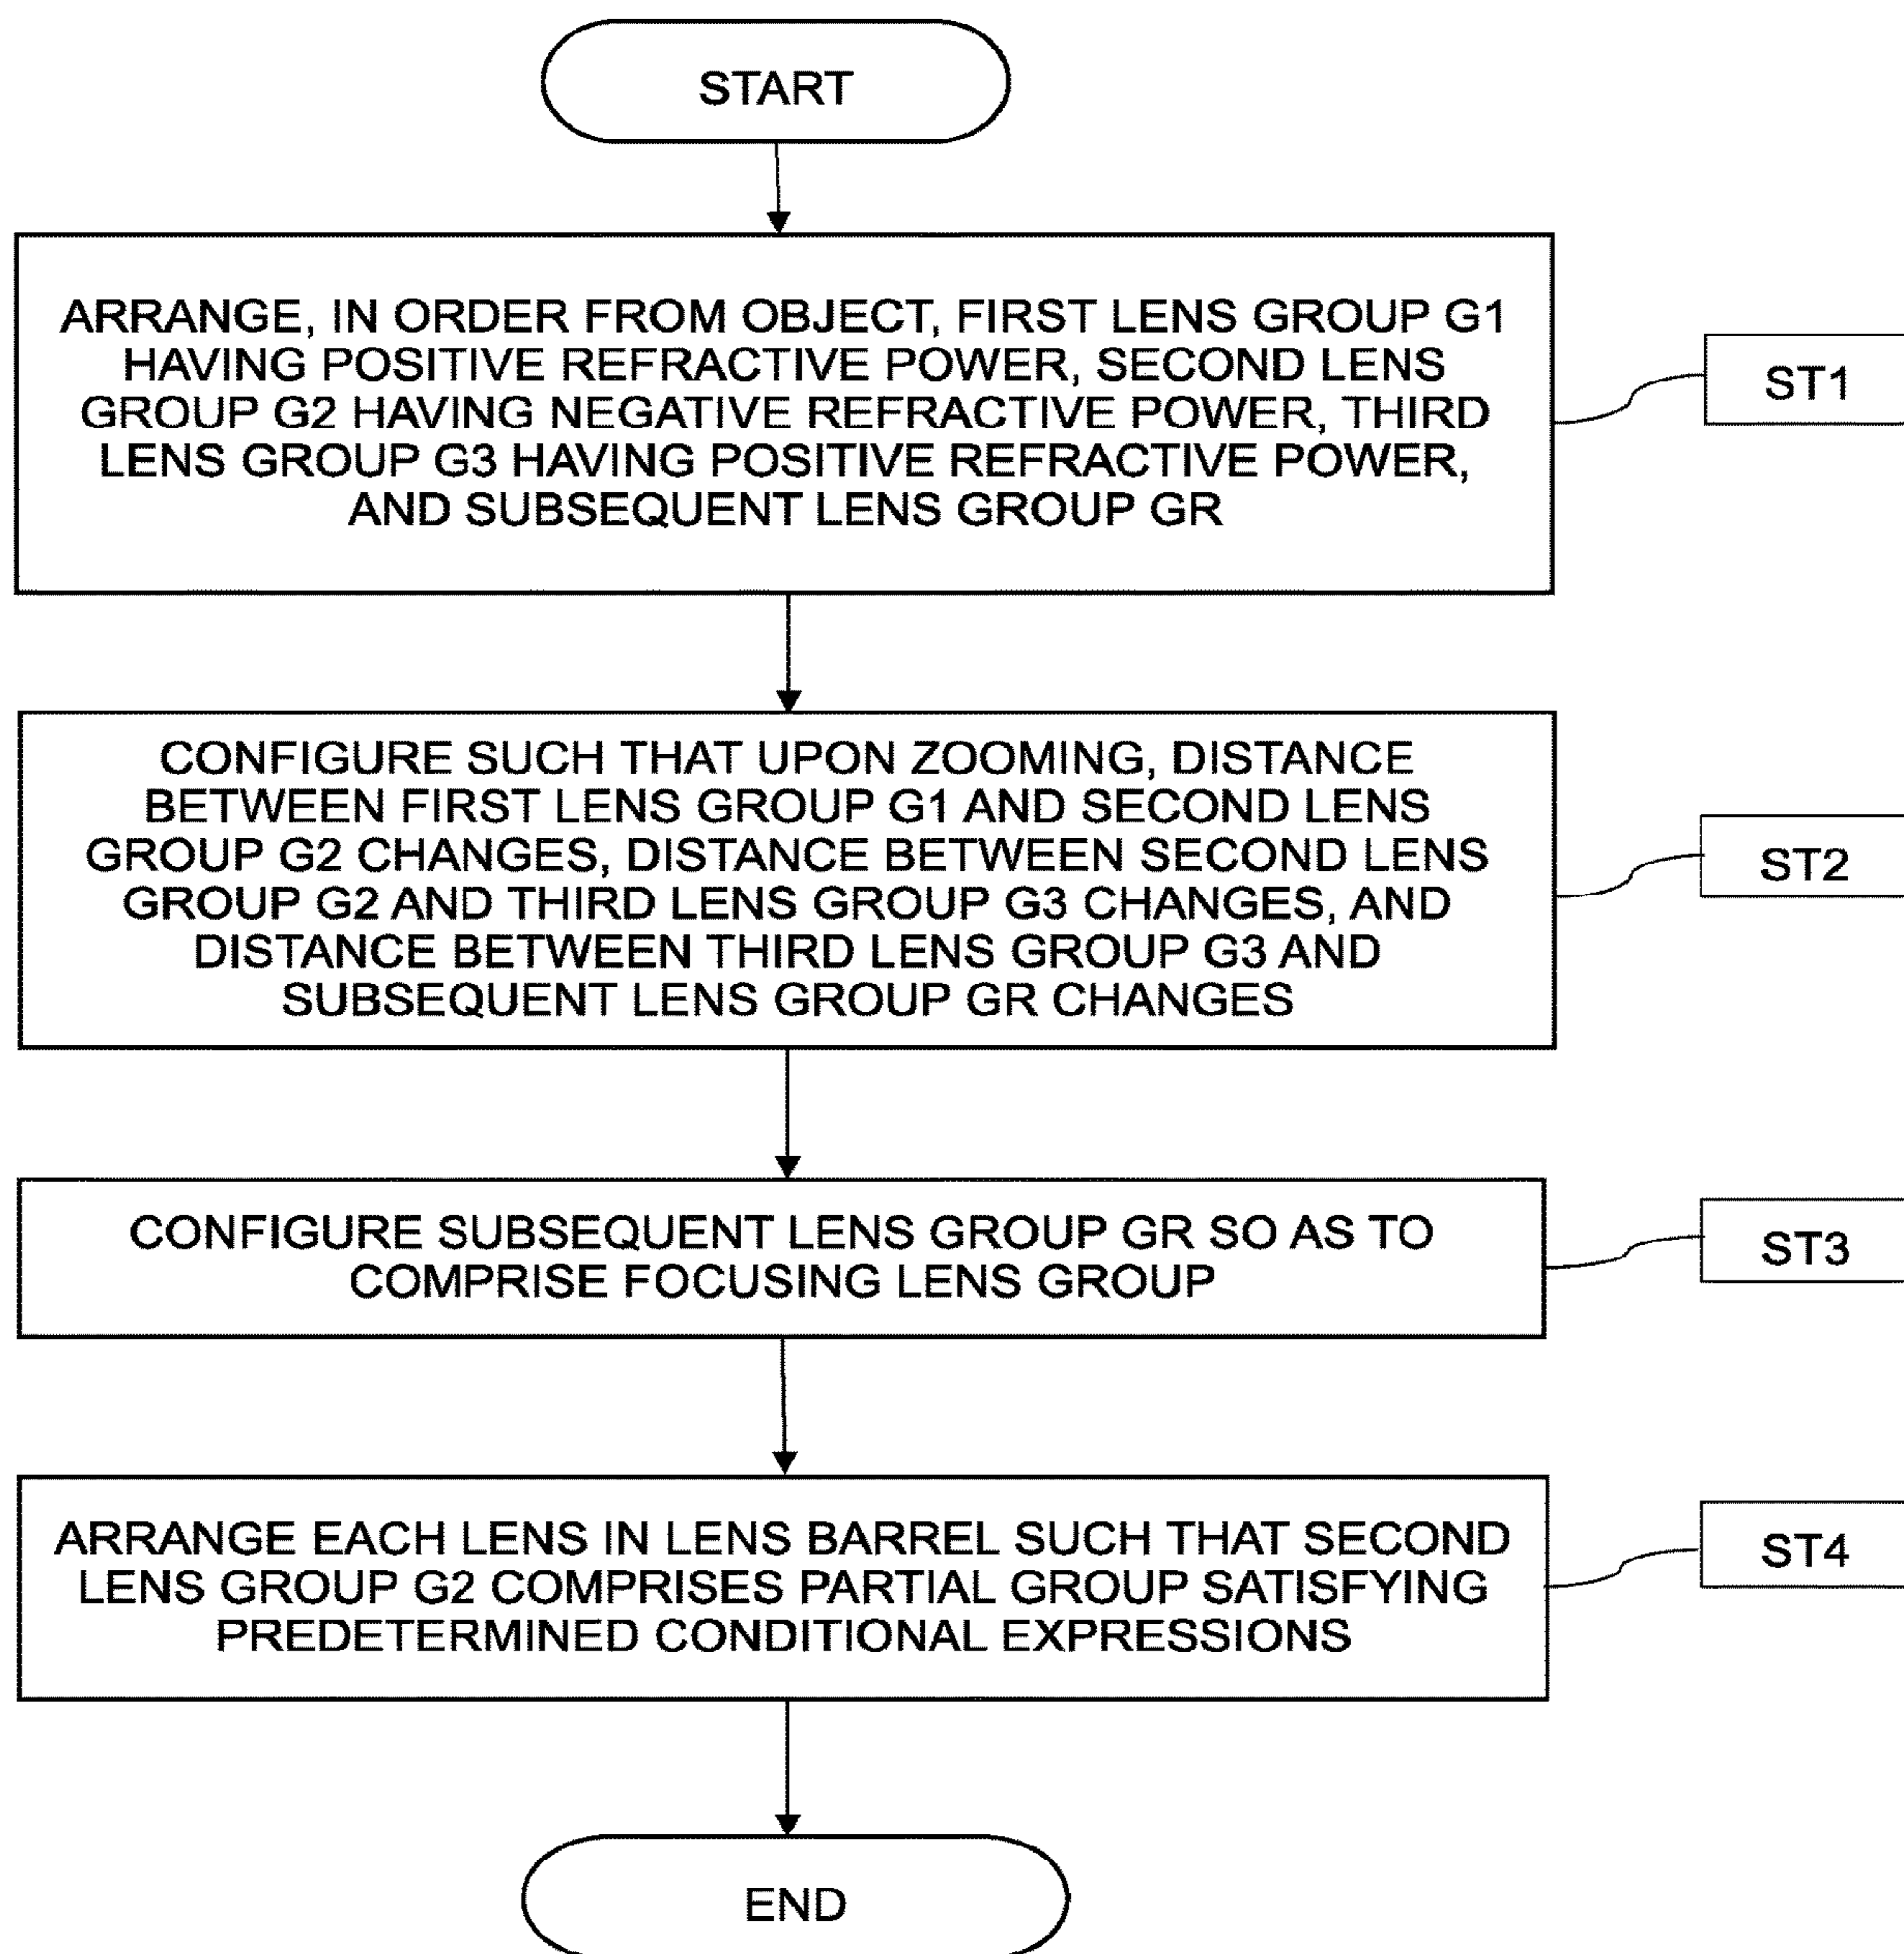 START
ARRANGE, IN ORDER FROM OBJECT, FIRST LENS GROUP G1
HAVING POSITIVE REFRACTIVE POWER, SECOND LENS
GROUP G2 HAVING NEGATIVE REFRACTIVE POWER, THIRD
LENS GROUP G3 HAVING POSITIVE REFRACTIVE POWER,
AND SUBSEQUENT LENS GROUP GR
ST1
CONFIGURE SUCH THAT UPON ZOOMING, DISTANCE
BETWEEN FIRST LENS GROUP G1 AND SECOND LENS
GROUP G2 CHANGES, DISTANCE BETWEEN SECOND LENS
GROUP G2 AND THIRD LENS GROUP G3 CHANGES, AND
DISTANCE BETWEEN THIRD LENS GROUP G3 AND
SUBSEQUENT LENS GROUP GR CHANGES
ST2
CONFIGURE SUBSEQUENT LENS GROUP GR SO AS TO
COMPRISE FOCUSING LENS GROUP
ST3
ARRANGE EACH LENS IN LENS BARREL SUCH THAT SECOND
LENS GROUP G2 COMPRISES PARTIAL GROUP SATISFYING
PREDETERMINED CONDITIONAL EXPRESSIONS
ST4
END